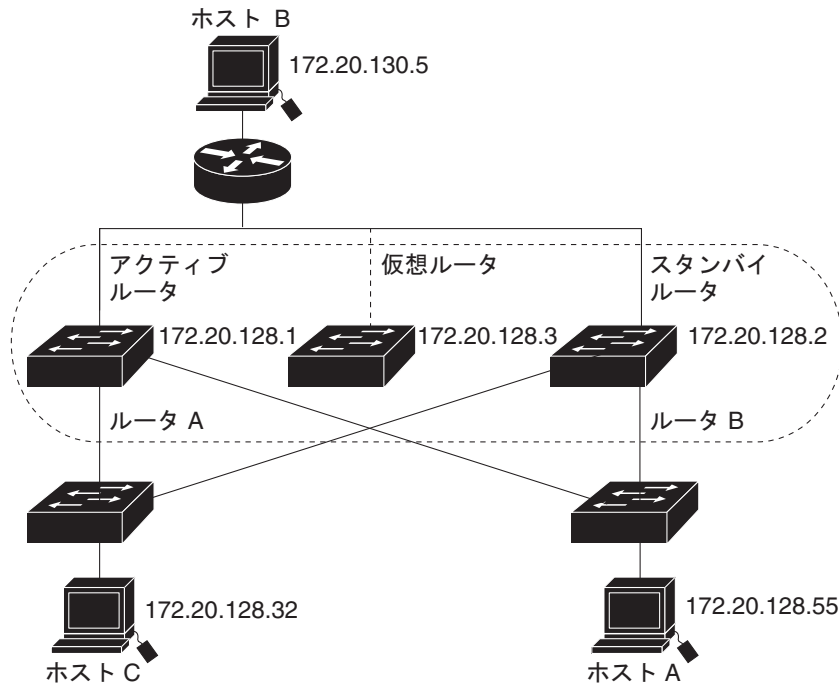 ホスト B
172.20.130.5
アクティブ
ルータ
仮想ルータ
スタンバイ
ルータ
172.20.128.1
172.20.128.3
172.20.128.2
ルータ A
ルータ B
172.20.128.32
172.20.128.55
ホスト C
ホスト A